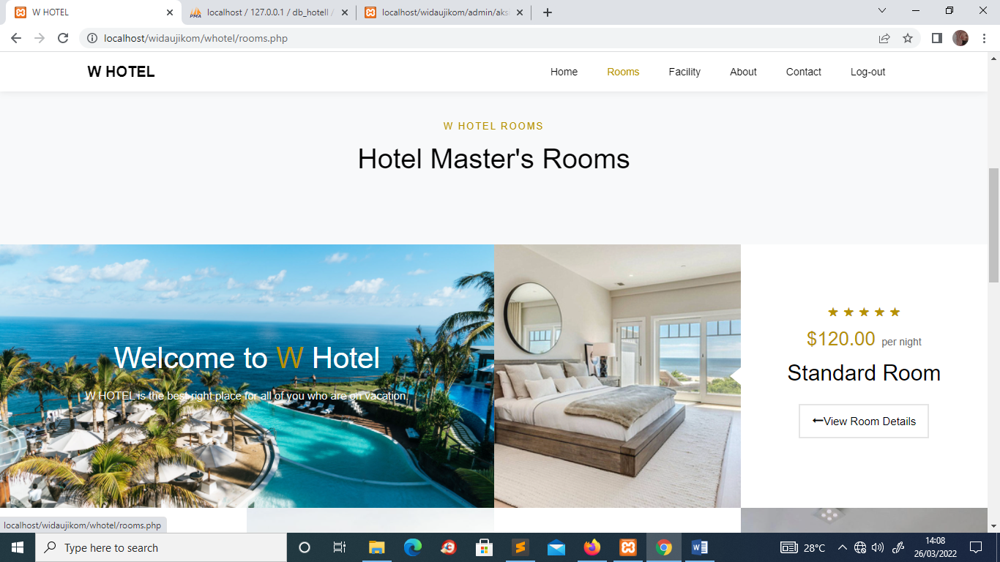 W HOTEL
localhost / 127.0.0.1 / db_hotell /
localhost/widaujikom/admin/aksi
localhost/widaujikom/whotel/rooms.php
W HOTEL
Home
Rooms
Facility
About
Contact
Log-out
W HOTEL ROOMS
Hotel Master's Rooms
Welcome to W Hotel
W HOTEL is the best right place for all of you who are on vacation.
$120.00 per night
Standard Room
View Room Details
localhost/widaujikom/whotel/rooms.php
Type here to search
28°C
14:08
26/03/2022